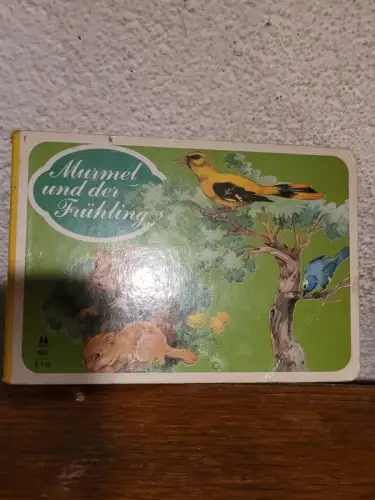 Murmel
und der
Frühling